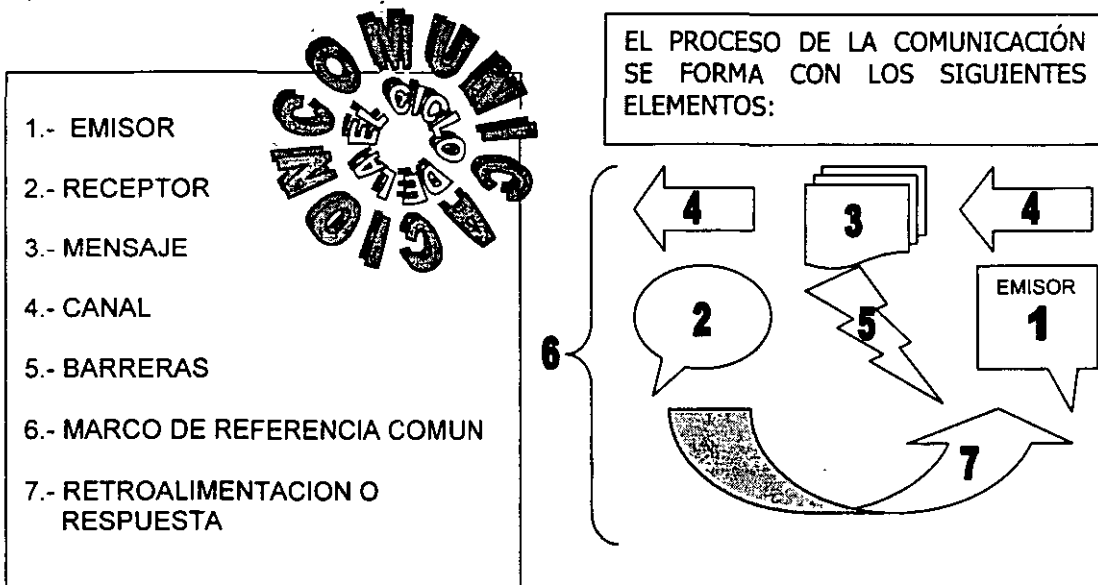 EL CICLO DE LA
COMUNICACION
EL PROCESO DE LA COMUNICACIÓN
SE FORMA CON LOS SIGUIENTES
ELEMENTOS:
1.- EMISOR
2.- RECEPTOR
3.- MENSAJE
4.- CANAL
5.- BARRERAS
6.- MARCO DE REFERENCIA COMUN
7.- RETROALIMENTACION O
RESPUESTA
4
3
4
2
5
EMISOR
1
6
7